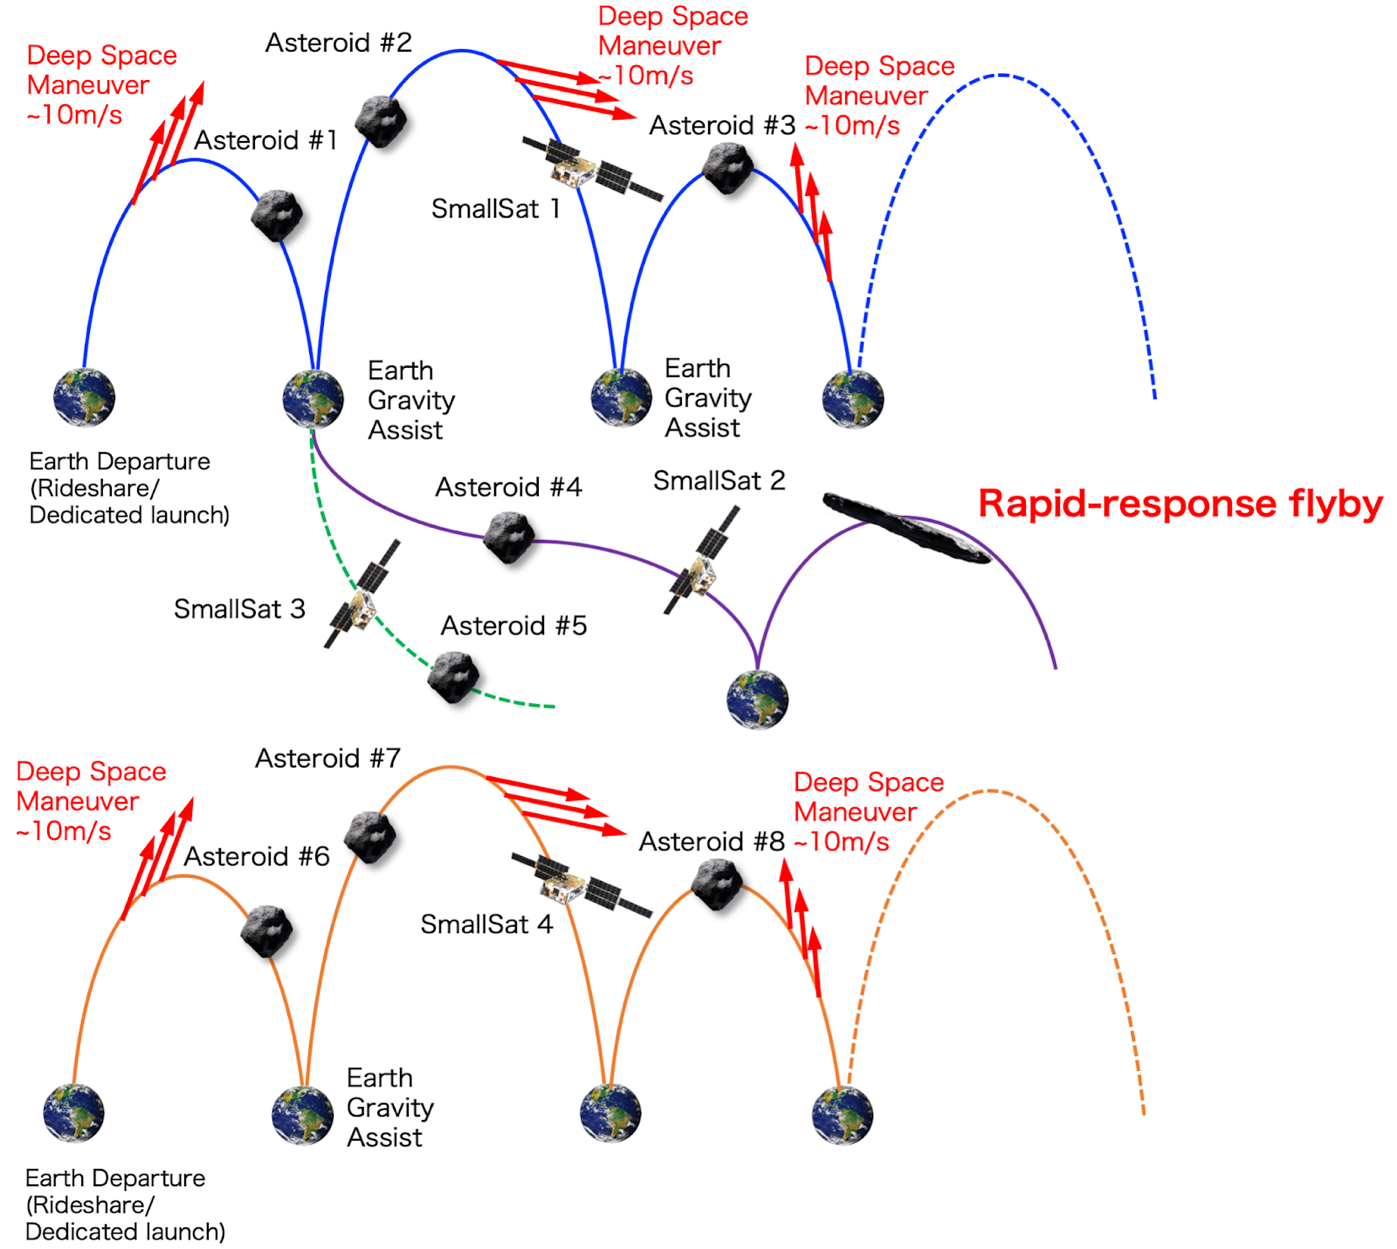 Deep Space
Maneuver
~10m/s
Asteroid #1
Asteroid #2
Deep Space
Maneuver
~10m/s
SmallSat 1
Asteroid #3
Deep Space
Maneuver
~10m/s
Earth Departure
(Rideshare/
Dedicated launch)
Earth
Gravity
Assist
Earth
Gravity
Assist
Asteroid #4
SmallSat 2
Rapid-response flyby
SmallSat 3
Asteroid #5
Deep Space
Maneuver
~10m/s
Asteroid #6
Asteroid #7
SmallSat 4
Asteroid #8
Deep Space
Maneuver
~10m/s
Earth Departure
(Rideshare/
Dedicated launch)
Earth
Gravity
Assist